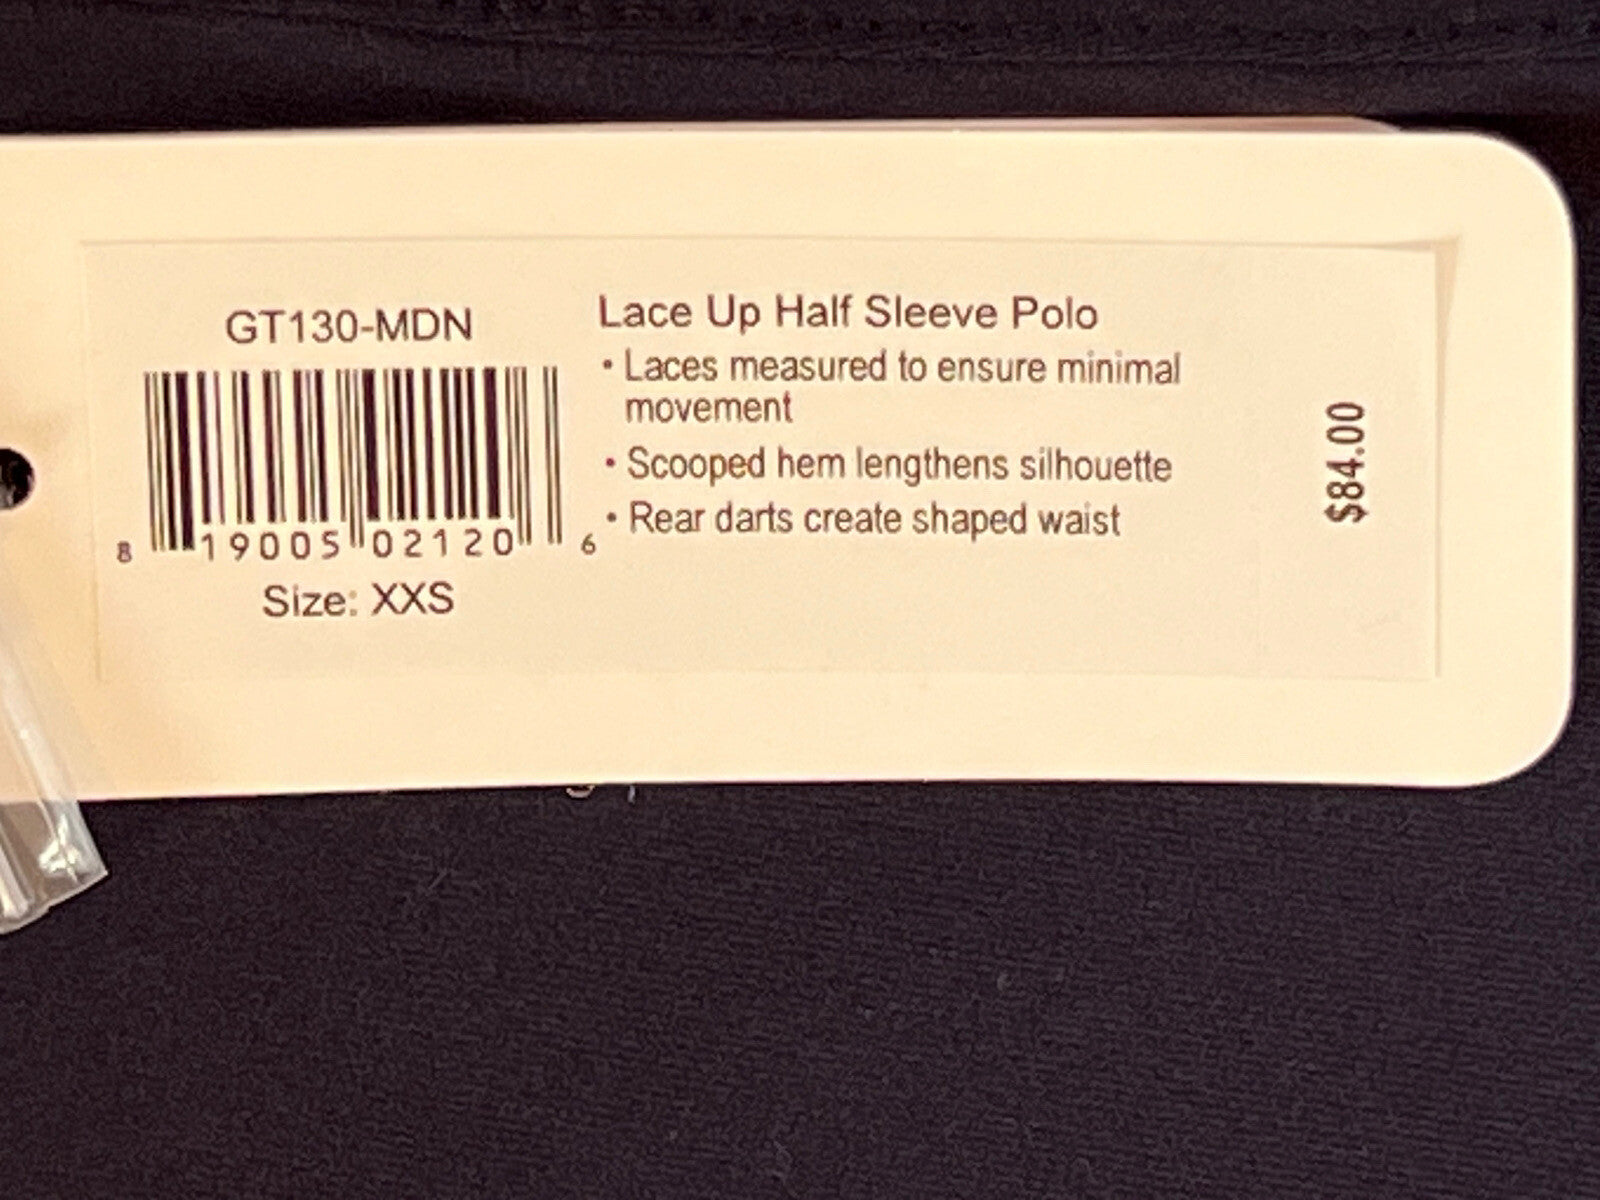 GT130-MDN
8 19005 02120 6
Size: XXS
Lace Up Half Sleeve Polo
• Laces measured to ensure minimal
movement
• Scooped hem lengthens silhouette
• Rear darts create shaped waist
$84.00